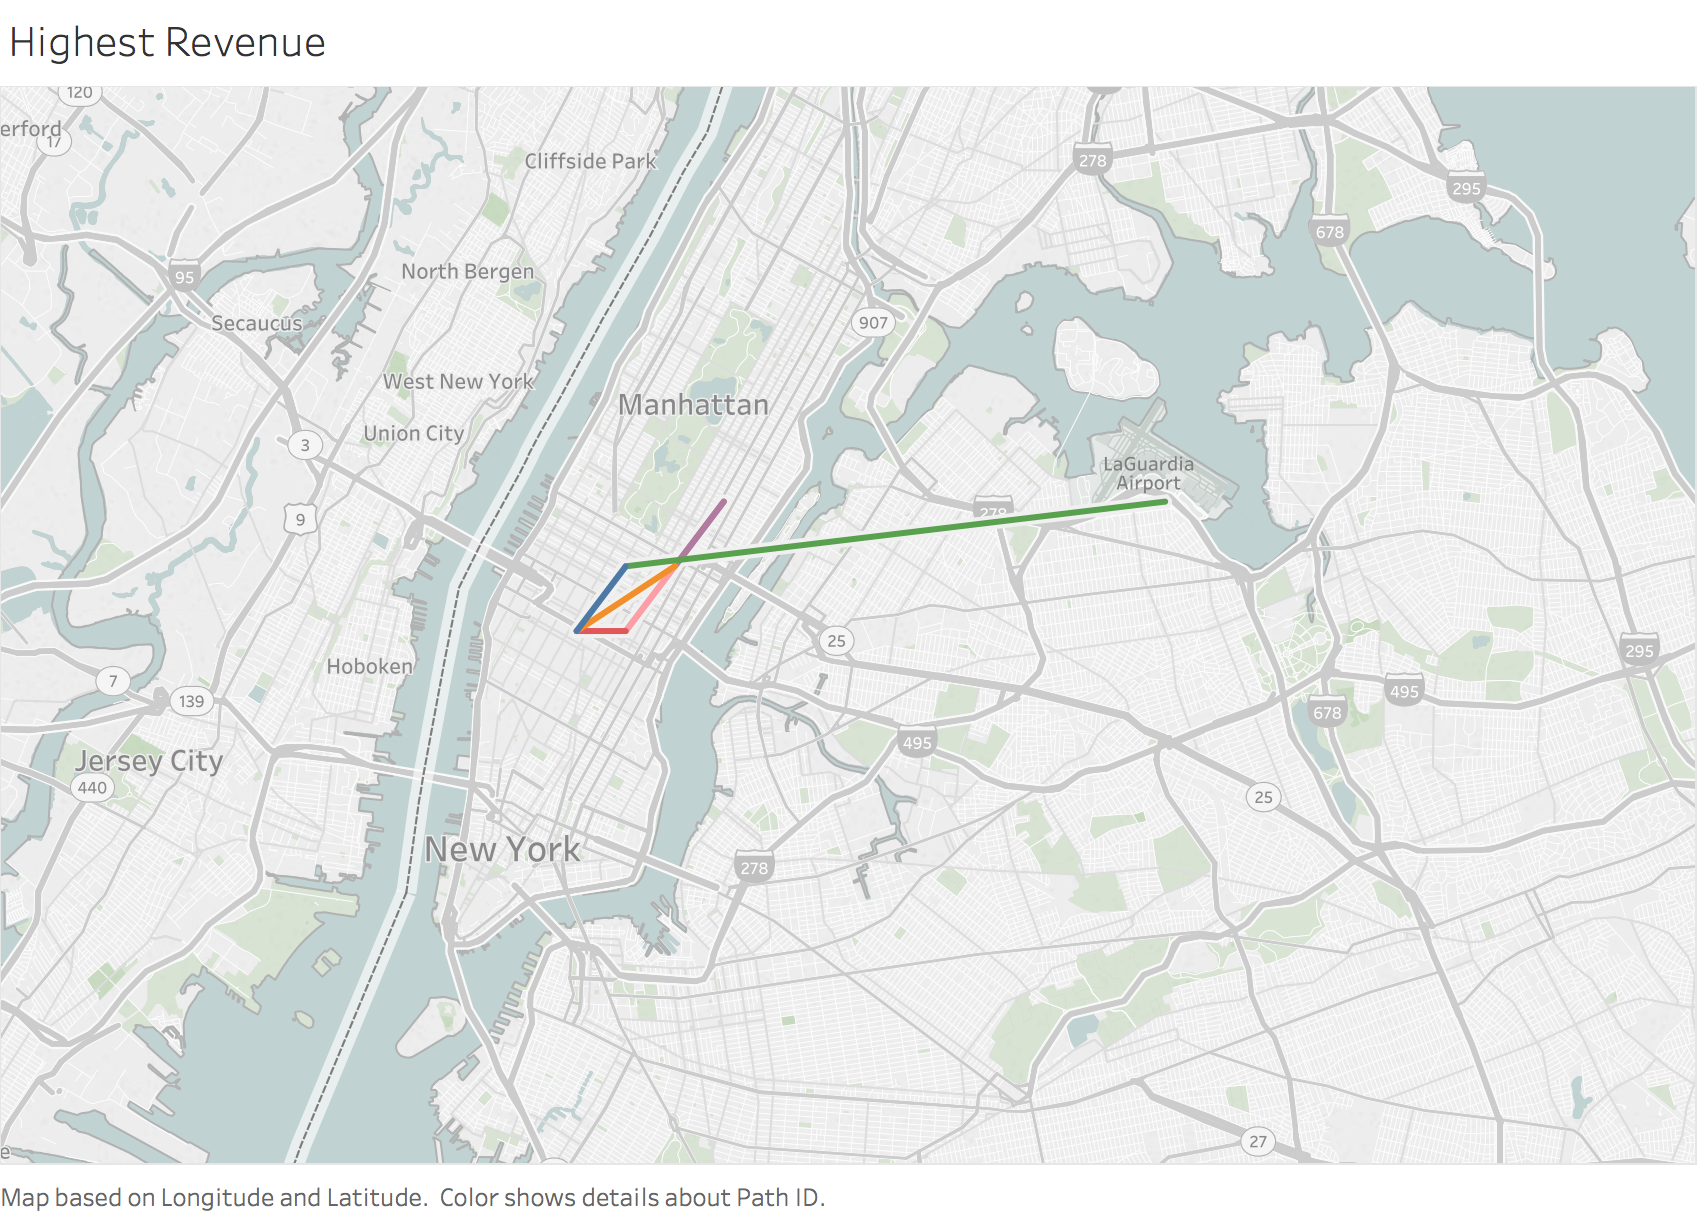 Highest Revenue
120
erford
17
Cliffside Park
278
295
678
95
North Bergen
Secaucus
907
West New York
Manhattan
Union City
3
LaGuardia
Airport
9
278
25
Hoboken
295
7
139
495
678
495
Jersey City
440
25
New York
278
27
e
Map based on Longitude and Latitude.  Color shows details about Path ID.